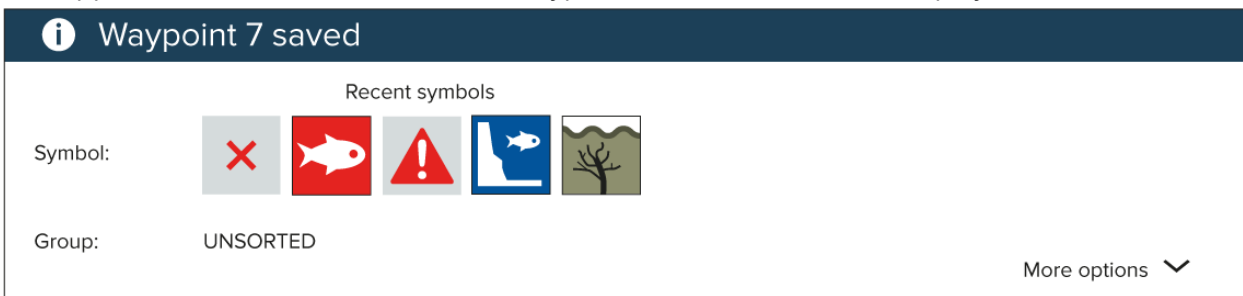 Waypoint 7 saved
Recent symbols
Symbol:
Group: UNSORTED
More options